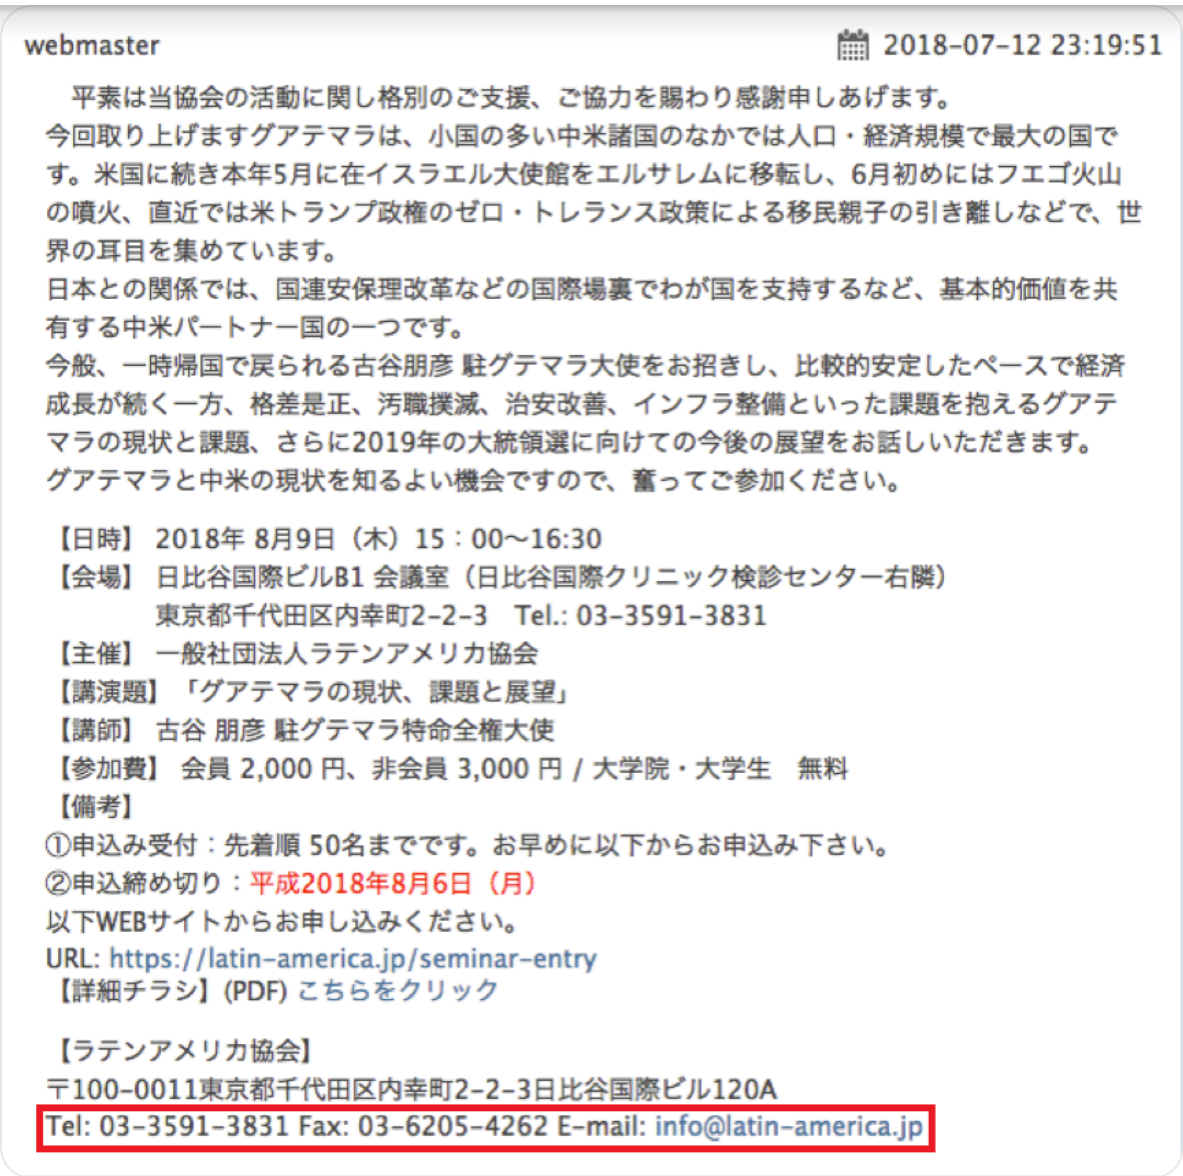 webmaster 2018-07-12 23:19:51
平素は当協会の活動に関し格別のご支援、ご協力を賜わり感謝申しあげます。
今回取り上げますグアテマラは、小国の多い中米諸国のなかでは人口・経済規模で最大の国で
す。米国に続き本年5月に在イスラエル大使館をエルサレムに移転し、6月初めにはフエゴ火山
の噴火、直近では米トランプ政権のゼロ・トレランス政策による移民親子の引き離しなどで、世
界の耳目を集めています。
日本との関係では、国連安保理改革などの国際場裏でわが国を支持するなど、基本的価値を共
有する中米パートナー国の一つです。
今般、一時帰国で戻られる古谷朋彦 駐グテマラ大使をお招きし、比較的安定したペースで経済
成長が続く一方、格差是正、汚職撲滅、治安改善、インフラ整備といった課題を抱えるグアテ
マラの現状と課題、さらに2019年の大統領選に向けての今後の展望をお話しいただきます。
グアテマラと中米の現状を知るよい機会ですので、奮ってご参加ください。
【日時】 2018年 8月9日（木）15：00～16:30
【会場】 日比谷国際ビルB1 会議室（日比谷国際クリニック検診センター右隣）
東京都千代田区内幸町2-2-3　Tel.: 03-3591-3831
【主催】 一般社団法人ラテンアメリカ協会
【講演題】「グアテマラの現状、課題と展望」
【講師】 古谷 朋彦 駐グテマラ特命全権大使
【参加費】 会員 2,000 円、非会員 3,000 円 / 大学院・大学生　無料
【備考】
①申込み受付：先着順 50名までです。お早めに以下からお申込み下さい。
②申込締め切り：平成2018年8月6日（月）
以下WEBサイトからお申し込みください。
URL: https://latin-america.jp/seminar-entry
【詳細チラシ】(PDF) こちらをクリック
【ラテンアメリカ協会】
〒100-0011東京都千代田区内幸町2-2-3日比谷国際ビル120A
Tel: 03-3591-3831 Fax: 03-6205-4262 E-mail: info@latin-america.jp